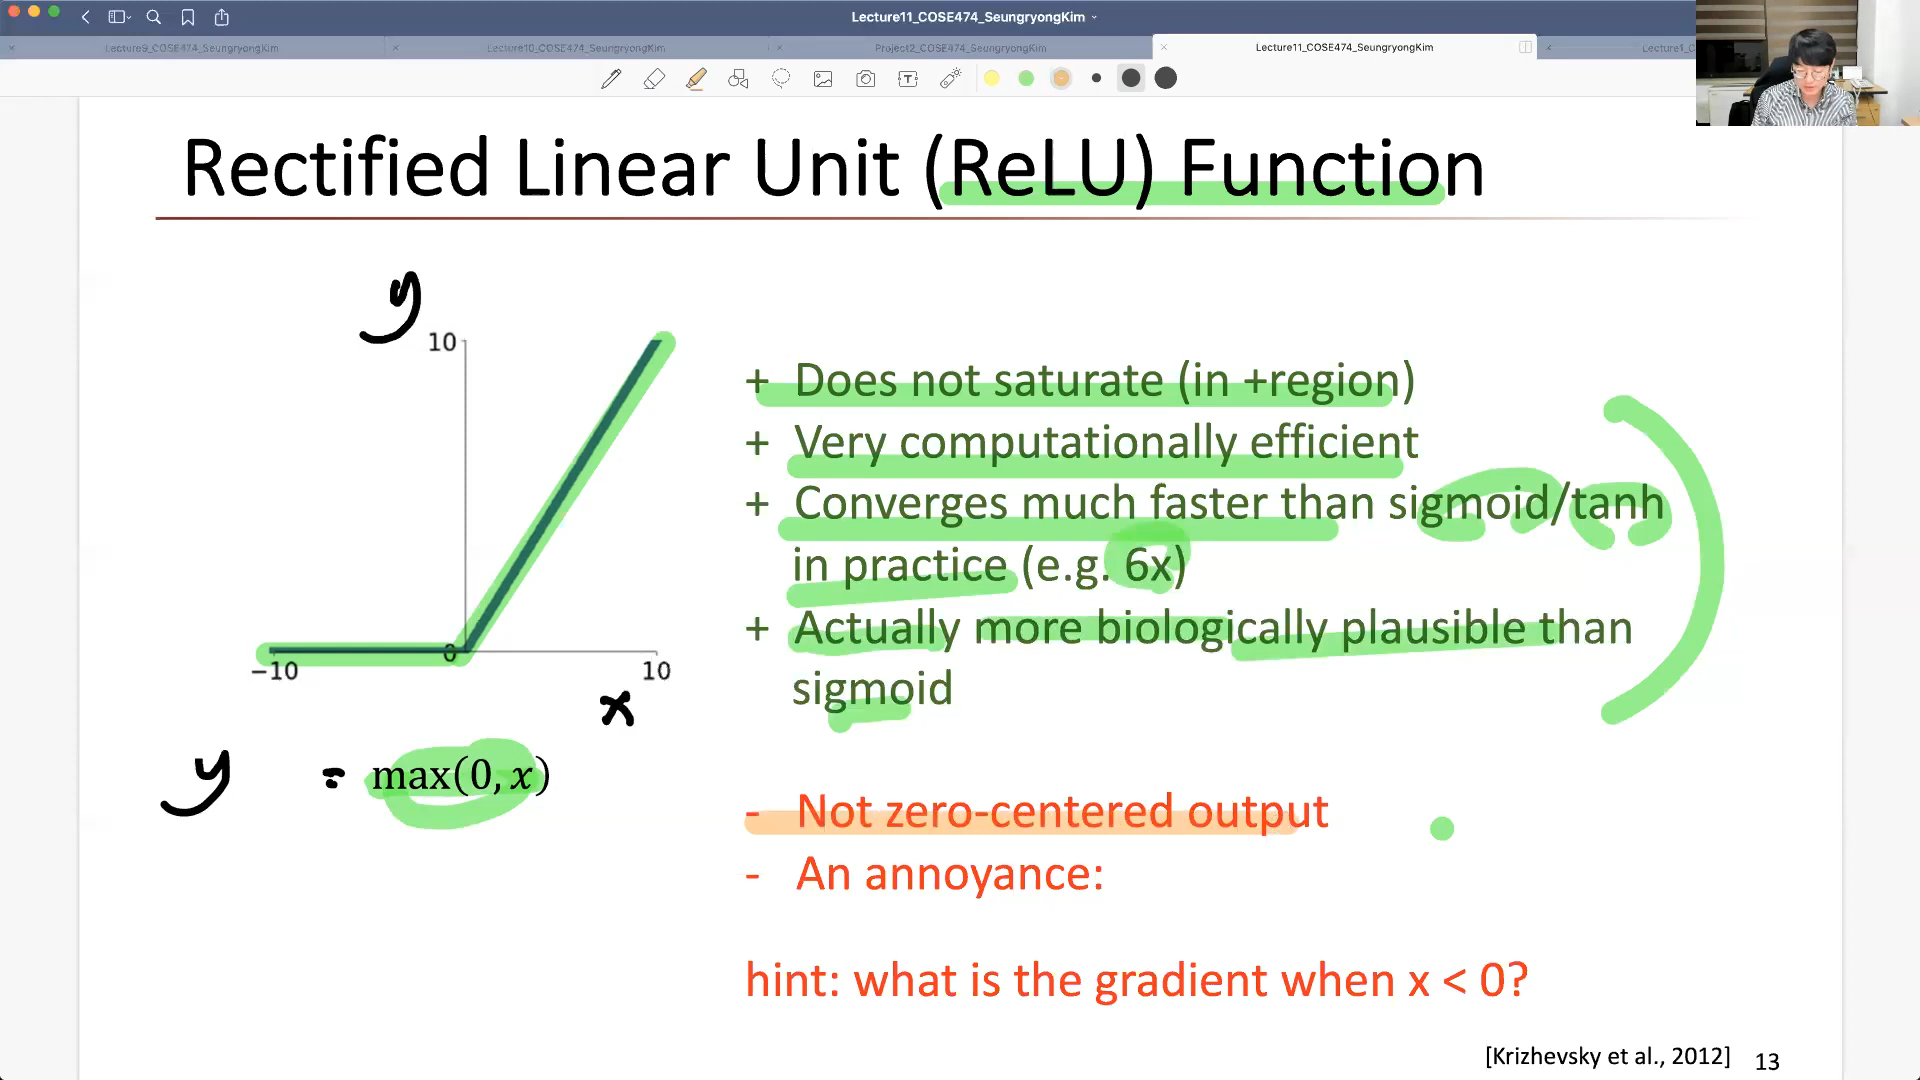 Lecture11_COSE474_SeungryongKim
Lecture9_COSE474_SeungryongKim
Lecture10_COSE474_SeungryongKim
Project2_COSE474_SeungryongKim
Lecture11_COSE474_SeungryongKim
Rectified Linear Unit (ReLU) Function
y
10
0
−10
10
x
y = max(0, x)
+ Does not saturate (in +region)
+ Very computationally efficient
+ Converges much faster than sigmoid/tanh
in practice (e.g. 6x)
+ Actually more biologically plausible than
sigmoid
- Not zero-centered output
- An annoyance:
hint: what is the gradient when x < 0?
[Krizhevsky et al., 2012]
13